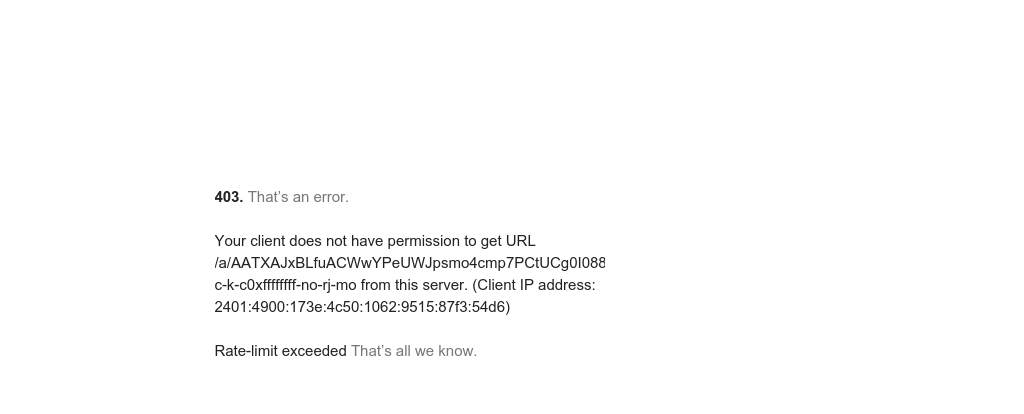 403. That’s an error.
Your client does not have permission to get URL
/a/AATXAJxBLfuACWwYPeUWJpsmo4cmp7PCtUCg0I088
c-k-c0xffffffff-no-rj-mo from this server. (Client IP address:
2401:4900:173e:4c50:1062:9515:87f3:54d6)
Rate-limit exceeded That’s all we know.